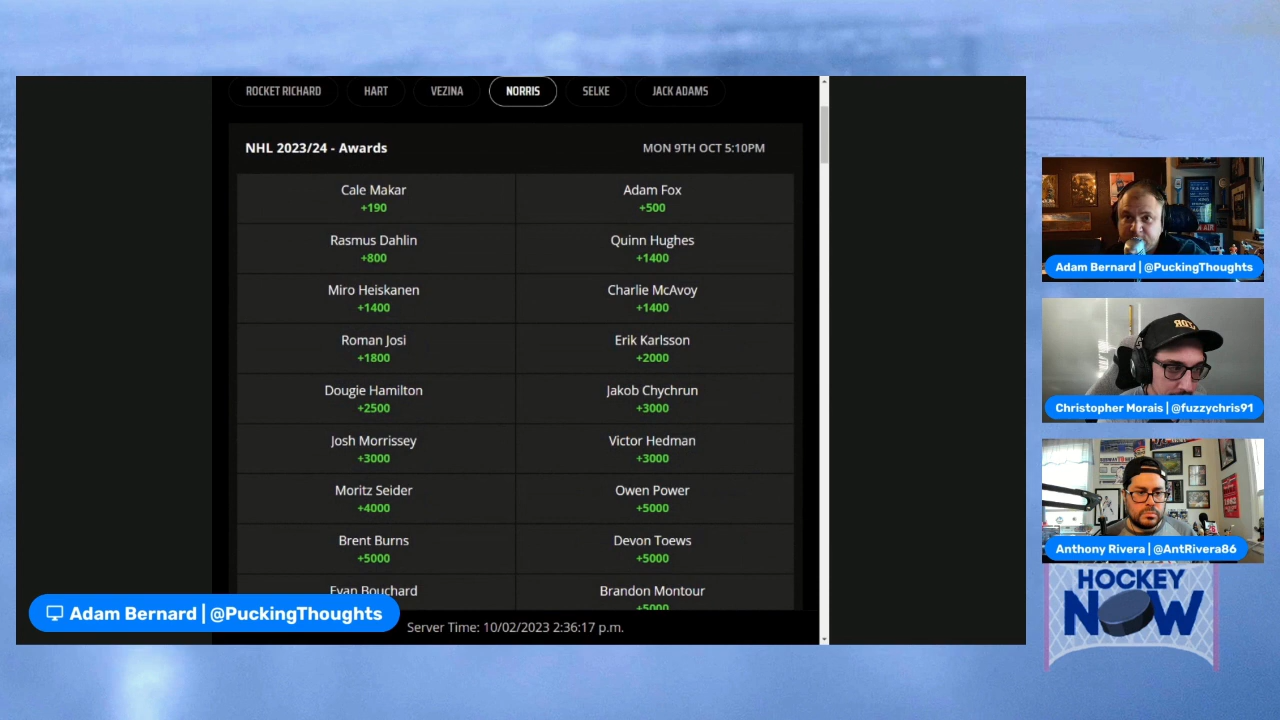 ROCKET RICHARD HART VEZINA NORRIS SELKE JACK ADAMS
NHL 2023/24 - Awards MON 9TH OCT 5:10PM
Cale Makar Adam Fox
+190 +500
Rasmus Dahlin Quinn Hughes
+800 +1400
Miro Heiskanen Charlie McAvoy
+1400 +1400
Roman Josi Erik Karlsson
+1800 +2000
Dougie Hamilton Jakob Chychrun
+2500 +3000
Josh Morrissey Victor Hedman
+3000 +3000
Moritz Seider Owen Power
+4000 +5000
Brent Burns Devon Toews
+5000 +5000
Evan Bouchard Brandon Montour
+5000
Adam Bernard | @PuckingThoughts
Server Time: 10/02/2023 2:36:17 p.m.
Adam Bernard | @PuckingThoughts
Christopher Morais | @fuzzychris91
Anthony Rivera | @AntRivera86
HOCKEY
NOW